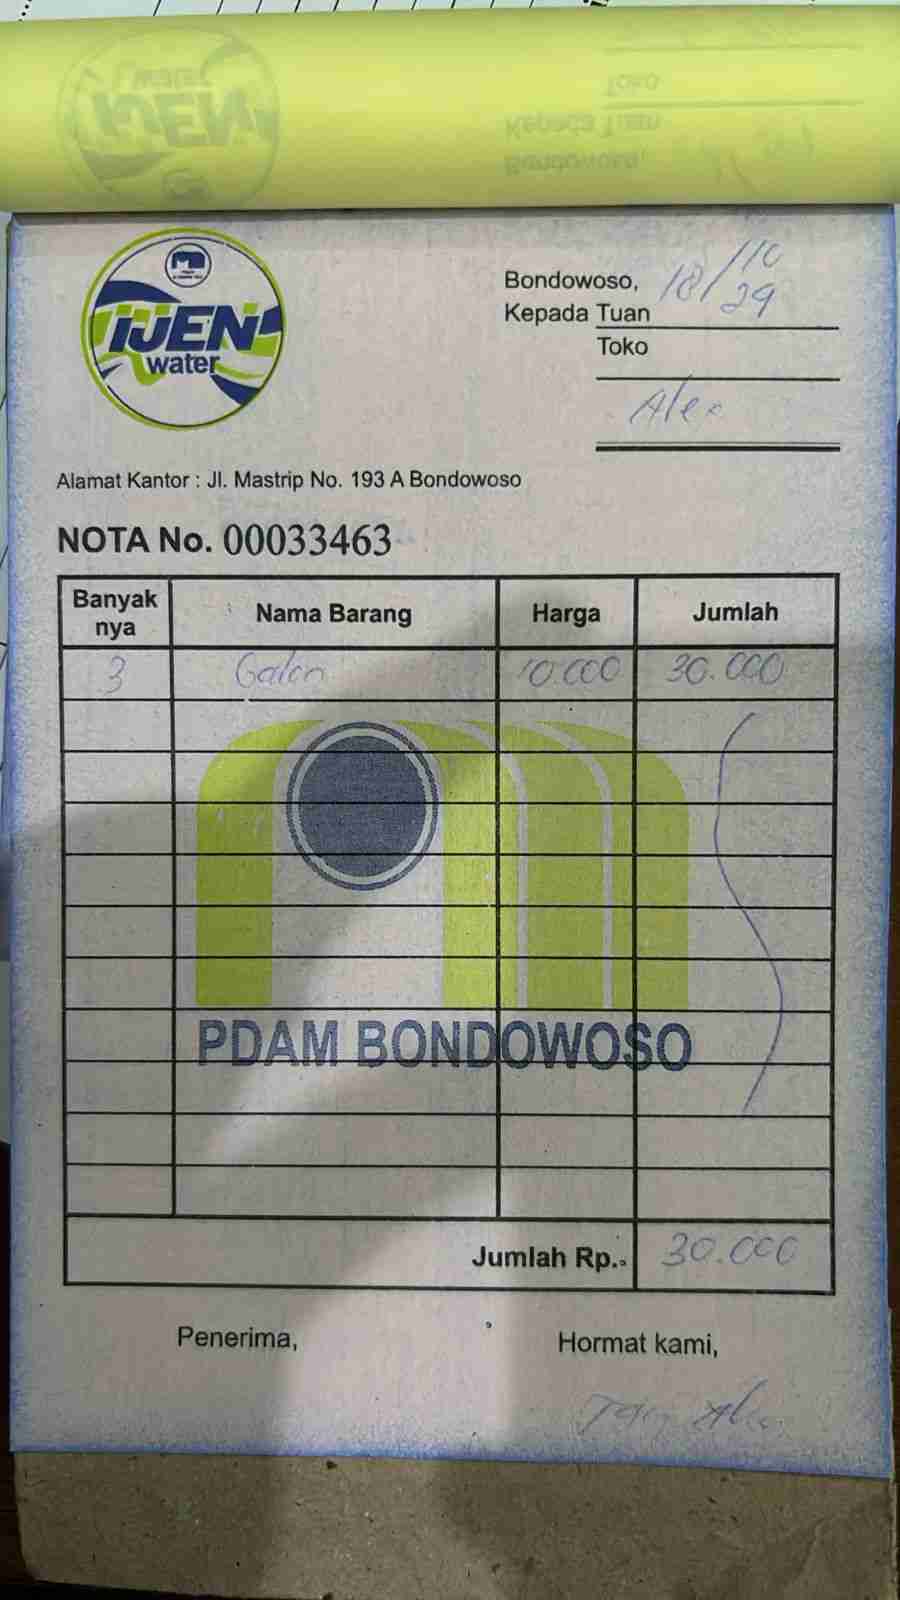 IJEN
water
Bondowoso, 18/10
29
Kepada Tuan
Toko
Alex
Alamat Kantor : Jl. Mastrip No. 193 A Bondowoso
NOTA No. 00033463
Banyak nya Nama Barang Harga Jumlah
3 Galon 10.000 30.000
PDAM BONDOWOSO
Jumlah Rp.. 30.000
Penerima, Hormat kami,